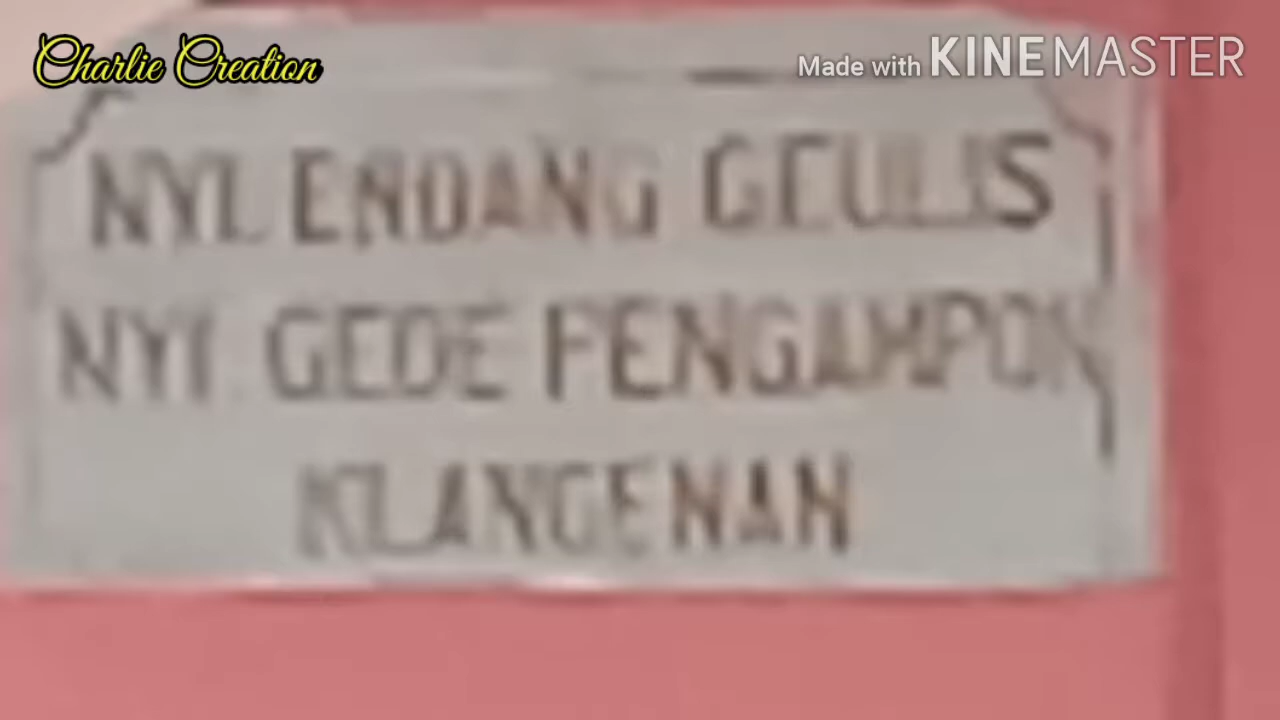 Charlie Creation
Made with KINEMASTER
NYI. ENDANG GEULIS
NYI GEDE PENGAMPON
KLANGENAN